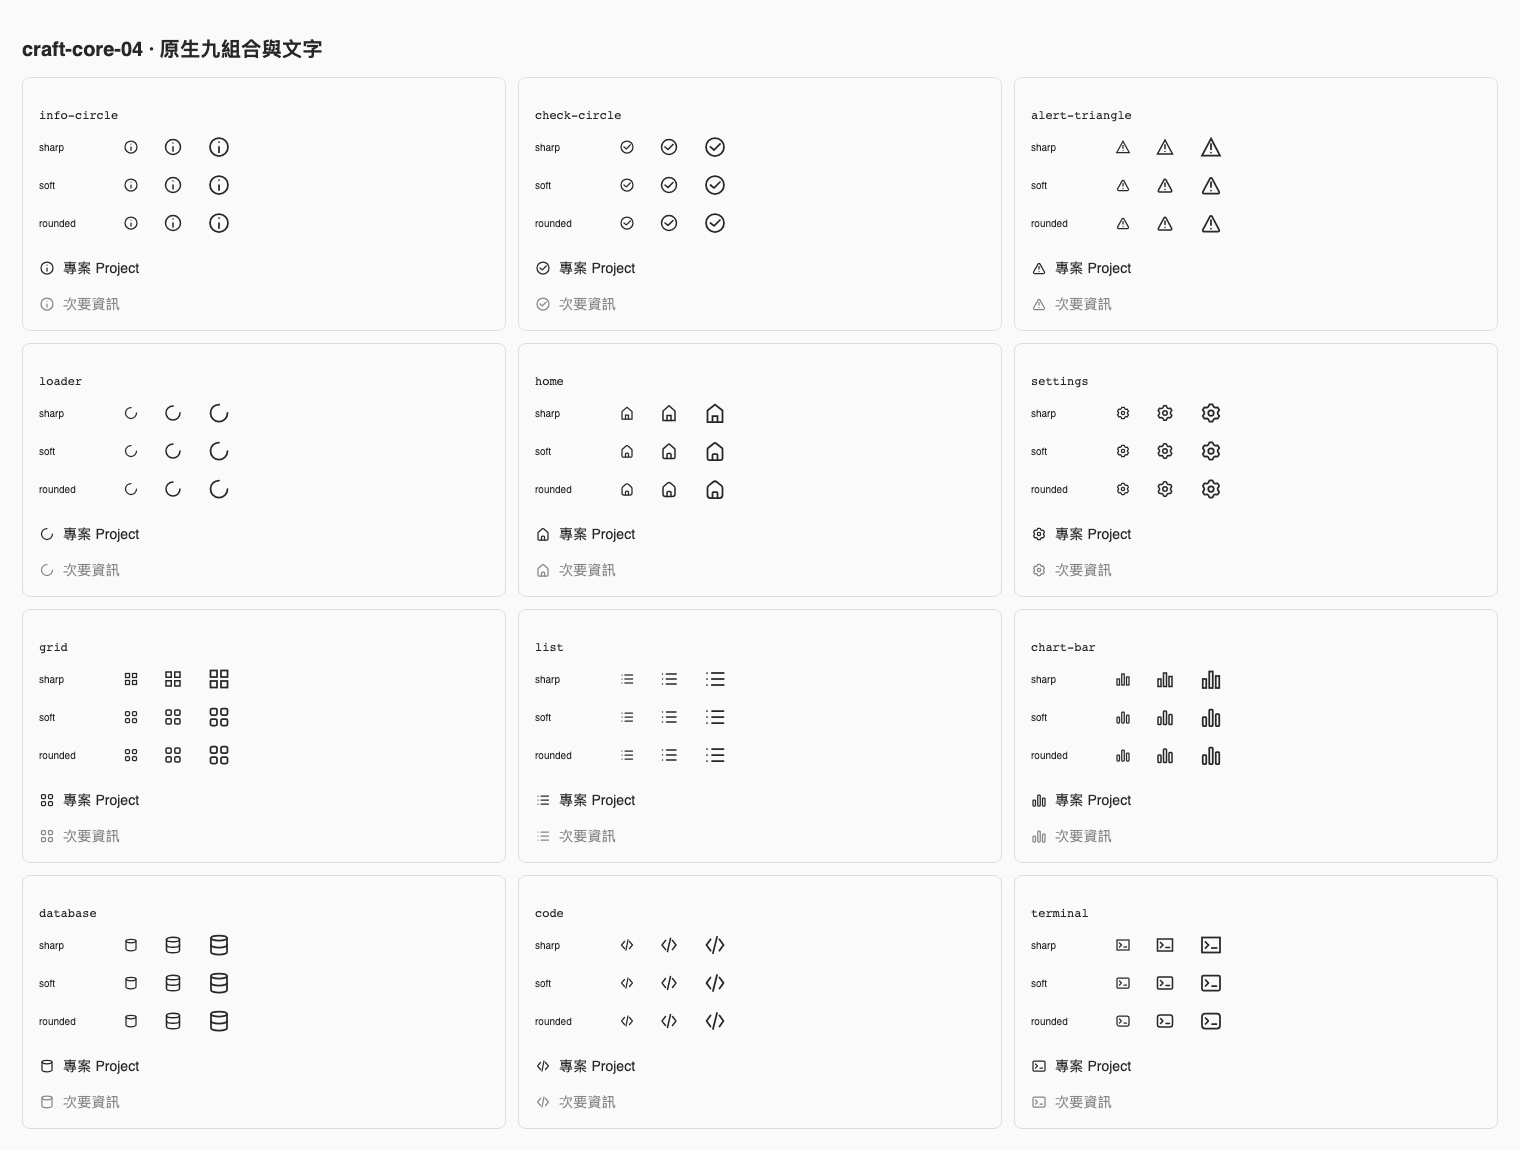 craft-core-04 · 原生九組合與文字
info-circle
sharp
soft
rounded
專案 Project
次要資訊
check-circle
sharp
soft
rounded
專案 Project
次要資訊
alert-triangle
sharp
soft
rounded
專案 Project
次要資訊
loader
sharp
soft
rounded
專案 Project
次要資訊
home
sharp
soft
rounded
專案 Project
次要資訊
settings
sharp
soft
rounded
專案 Project
次要資訊
grid
sharp
soft
rounded
專案 Project
次要資訊
list
sharp
soft
rounded
專案 Project
次要資訊
chart-bar
sharp
soft
rounded
專案 Project
次要資訊
database
sharp
soft
rounded
專案 Project
次要資訊
code
sharp
soft
rounded
專案 Project
次要資訊
terminal
sharp
soft
rounded
專案 Project
次要資訊